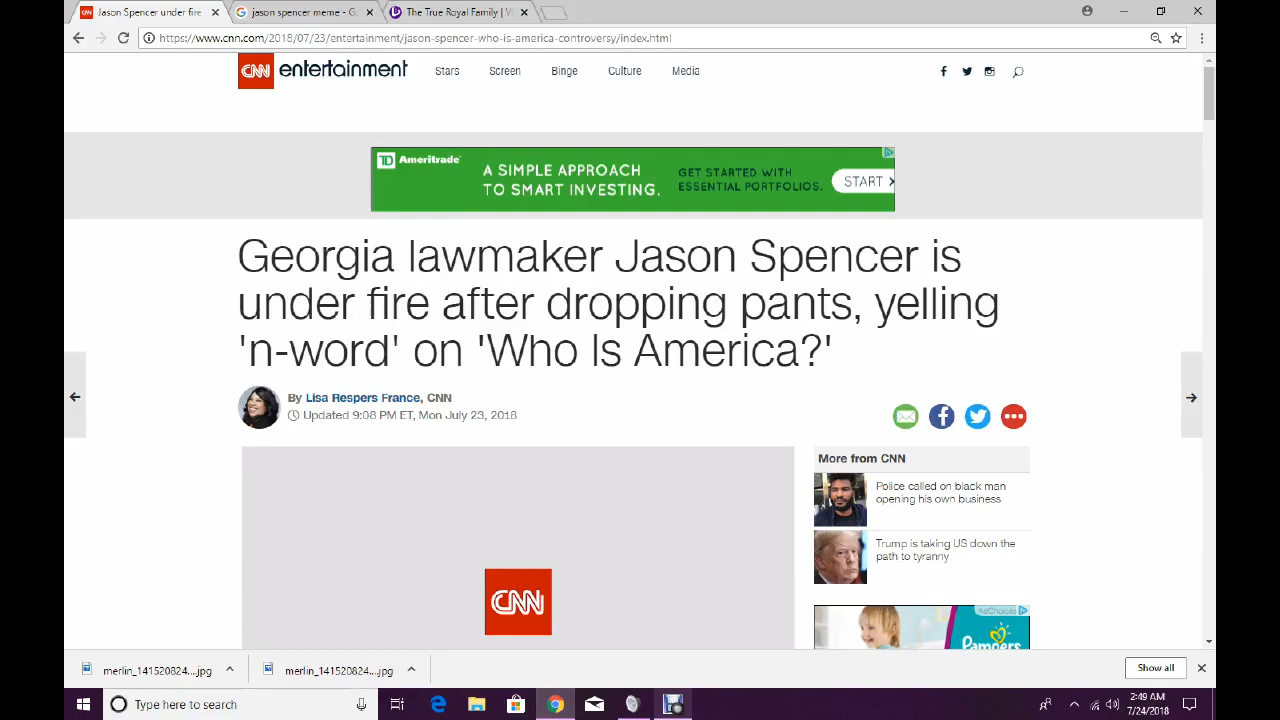 Jason Spencer under fire
jason spencer meme - Go
The True Royal Family | V
https://www.cnn.com/2018/07/23/entertainment/jason-spencer-who-is-america-controversy/index.html
CNN entertainment
Stars
Screen
Binge
Culture
Media
TD Ameritrade
A SIMPLE APPROACH
TO SMART INVESTING.
GET STARTED WITH
ESSENTIAL PORTFOLIOS.
START
Georgia lawmaker Jason Spencer is
under fire after dropping pants, yelling
'n-word' on 'Who Is America?'
By Lisa Respers France, CNN
Updated 9:08 PM ET, Mon July 23, 2018
More from CNN
Police called on black man
opening his own business
Trump is taking US down the
path to tyranny
CNN
AdChoices
Pampers
merlin_141520824....jpg
merlin_141520824....jpg
Show all
Type here to search
2:49 AM
7/24/2018